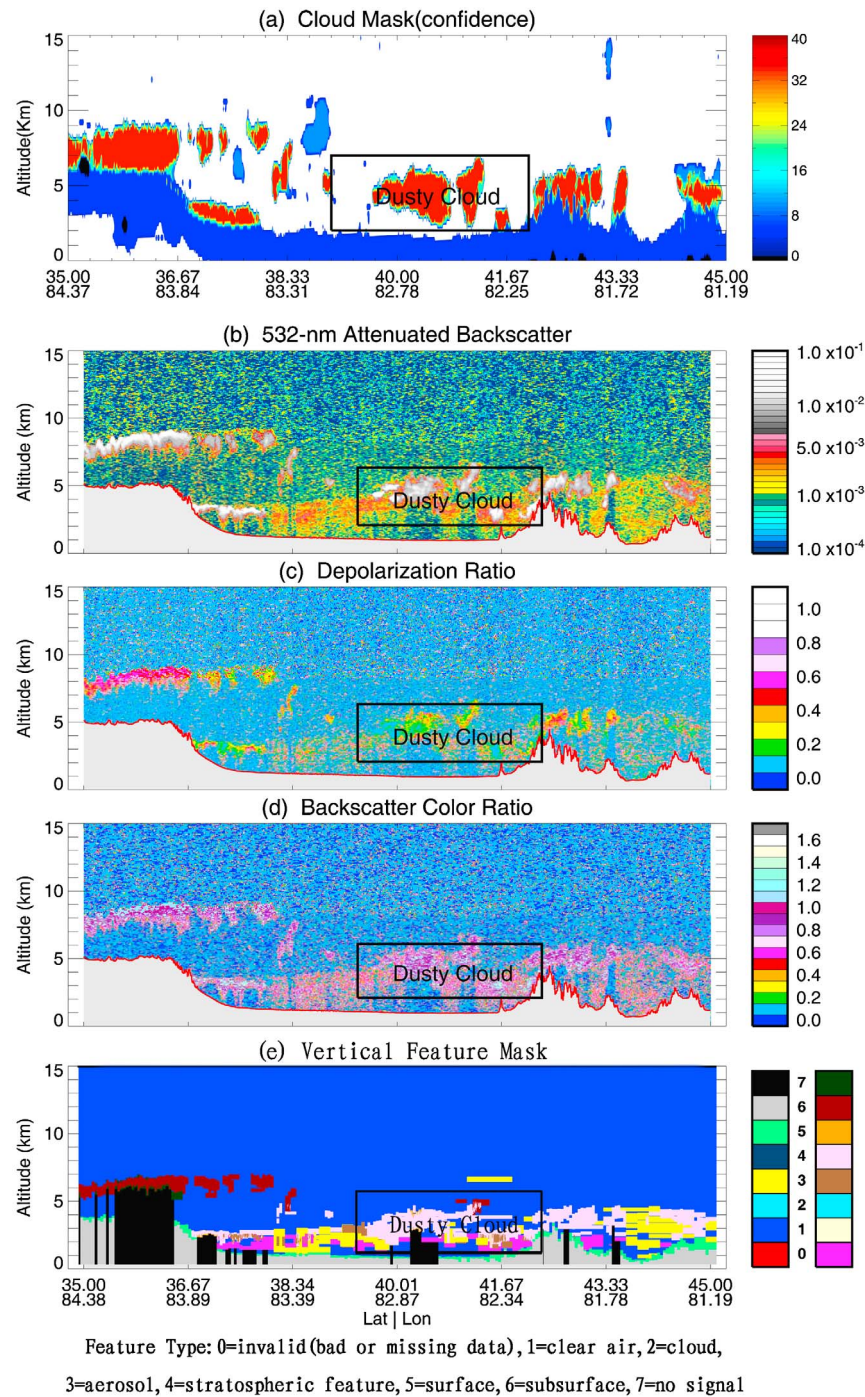 (a) Cloud Mask(confidence)
15
10
5
0
Altitude(Km)
Dusty Cloud
40
32
24
16
8
0
35.00 36.67 38.33 40.00 41.67 43.33 45.00
84.37 83.84 83.31 82.78 82.25 81.72 81.19
(b) 532-nm Attenuated Backscatter
15
10
5
0
Altitude (km)
Dusty Cloud
1.0 x10-1
1.0 x10-2
5.0 x10-3
1.0 x10-3
1.0 x10-4
(c) Depolarization Ratio
15
10
5
0
Altitude (km)
Dusty Cloud
1.0
0.8
0.6
0.4
0.2
0.0
(d) Backscatter Color Ratio
15
10
5
0
Altitude (km)
Dusty Cloud
1.6
1.4
1.2
1.0
0.8
0.6
0.4
0.2
0.0
(e) Vertical Feature Mask
15
10
5
0
Altitude (km)
Dusty Cloud
7
6
5
4
3
2
1
0
35.00 36.67 38.34 40.01 41.67 43.33 45.00
84.38 83.89 83.39 82.87 82.34 81.78 81.19
Lat | Lon
Feature Type: 0=invalid(bad or missing data), 1=clear air, 2=cloud,
3=aerosol, 4=stratospheric feature, 5=surface, 6=subsurface, 7=no signal